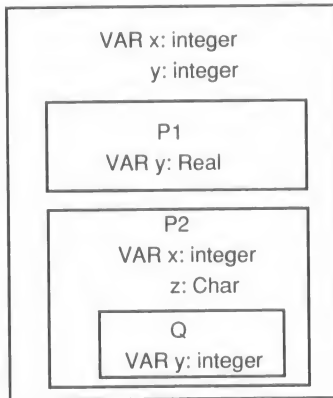 VAR x: integer
y: integer
P1
VAR y: Real
P2
VAR x: integer
z: Char
Q
VAR y: integer